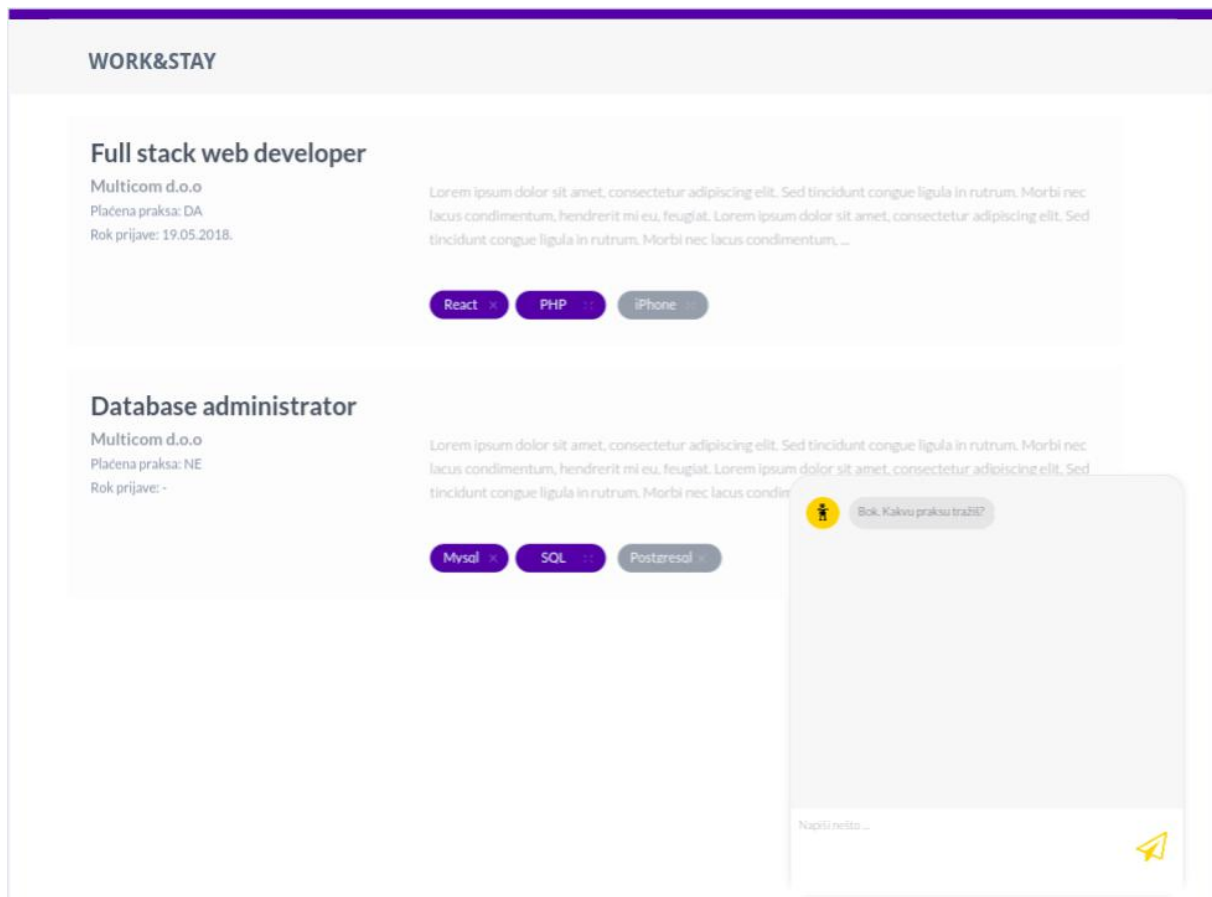 WORK&STAY
Full stack web developer
Multicom d.o.o
Plaćena praksa: DA
Rok prijave: 19.05.2018.
Lorem ipsum dolor sit amet, consectetur adipiscing elit. Sed tincidunt congue ligula in rutrum. Morbi nec
lacus condimentum, hendrerit mi eu, feugiat. Lorem ipsum dolor sit amet, consectetur adipiscing elit, Sed
tincidunt congue ligula in rutrum. Morbi nec lacus condimentum, ...
React × PHP :: iPhone ::
Database administrator
Multicom d.o.o
Plaćena praksa: NE
Rok prijave: -
Lorem ipsum dolor sit amet, consectetur adipiscing elit. Sed tincidunt congue ligula in rutrum. Morbi nec
lacus condimentum, hendrerit mi eu, feugiat. Lorem ipsum dolor sit amet, consectetur adipiscing elit, Sed
tincidunt congue ligula in rutrum. Morbi nec lacus
Mysql × SQL :: Postgresql ×
Bok. Kakvu praksu tražiš?
Napiši nešto ...